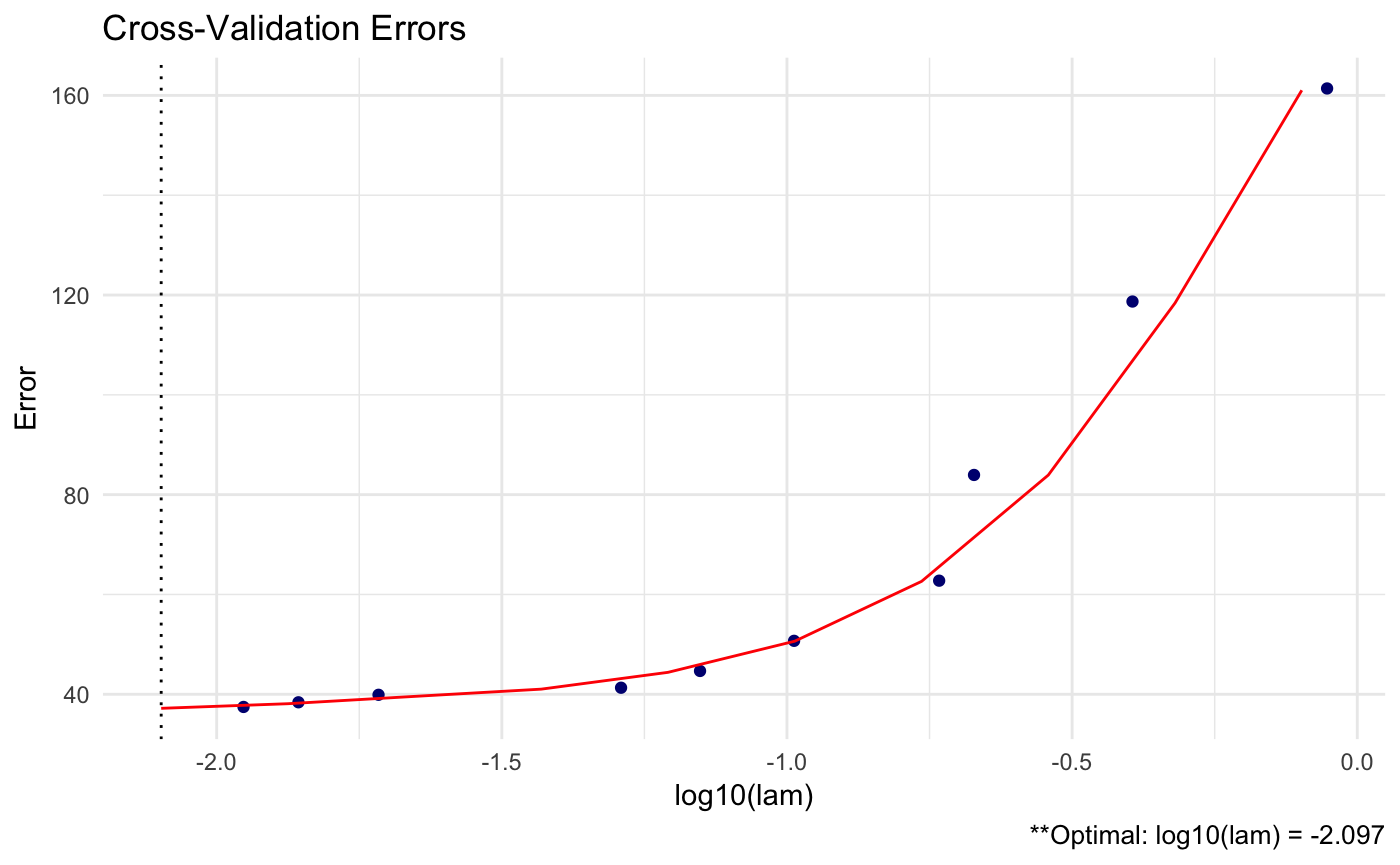 Cross-Validation Errors
160
120
80
40
Error
-2.0 -1.5 -1.0 -0.5 0.0
log10(lam)
**Optimal: log10(lam) = -2.097